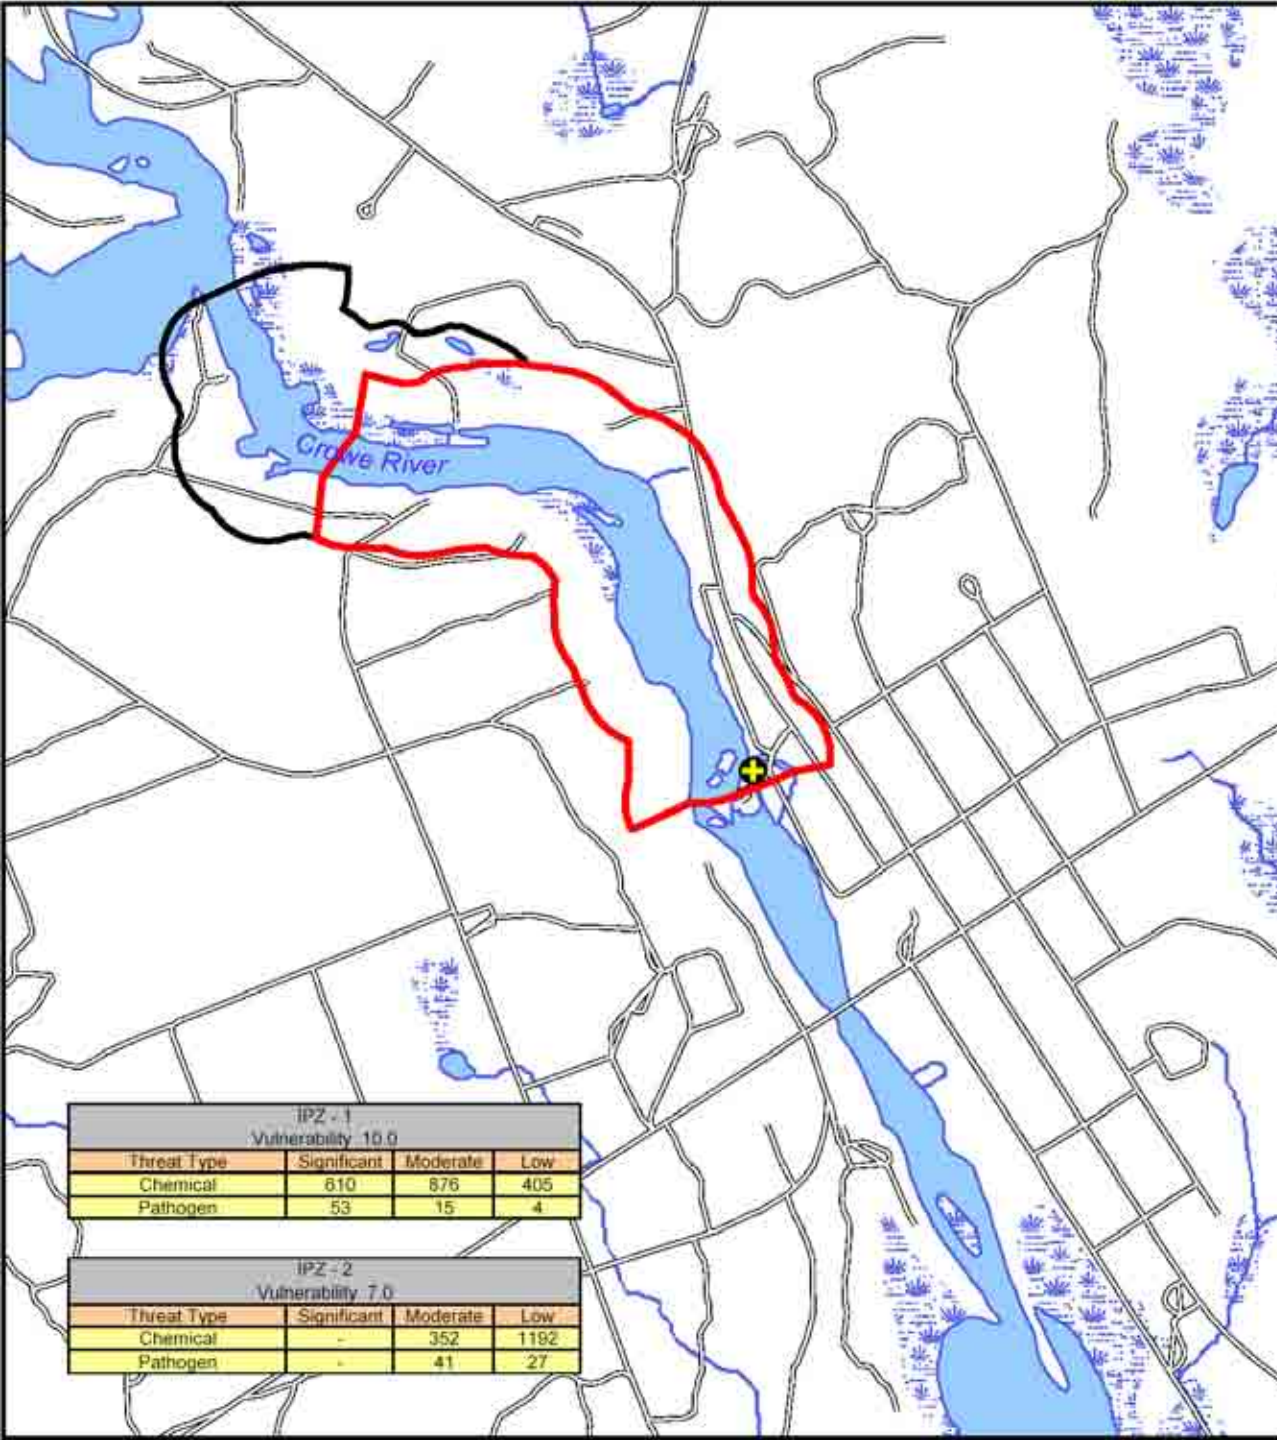 Crowe River
IPZ - 1
Vulnerability 10.0
Threat Type Significant Moderate Low
Chemical 610 876 405
Pathogen 53 15 4
IPZ - 2
Vulnerability 7.0
Threat Type Significant Moderate Low
Chemical - 352 1192
Pathogen - 41 27